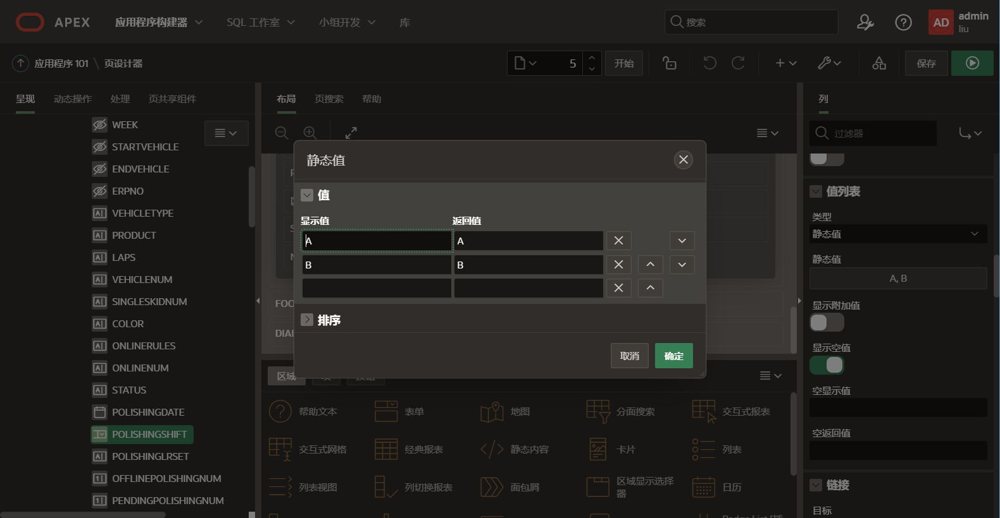 APEX
应用程序构建器
SQL 工作室
小组开发
库
搜索
AD
admin
liu
应用程序 101 \ 页设计器
5
开始
保存
呈现
动态操作
处理
页共享组件
布局
页搜索
帮助
列
WEEK
STARTVEHICLE
ENDVEHICLE
ERPNO
VEHICLETYPE
PRODUCT
LAPS
VEHICLENUM
SINGLESKIDNUM
COLOR
ONLINERULES
ONLINENUM
STATUS
POLISHINGDATE
POLISHINGSHIFT
POLISHINGLRSET
OFFLINEPOLISHINGNUM
PENDINGPOLISHINGNUM
静态值
值
显示值
返回值
A
A
B
B
排序
取消
确定
FOO
DIA
区域
帮助文本
表单
地图
分面搜索
交互式报表
交互式网格
经典报表
静态内容
卡片
列表
列表视图
列切换报表
面包屑
区域显示选择
器
日历
过滤器
值列表
类型
静态值
静态值
A, B
显示附加值
显示空值
空显示值
空返回值
链接
目标